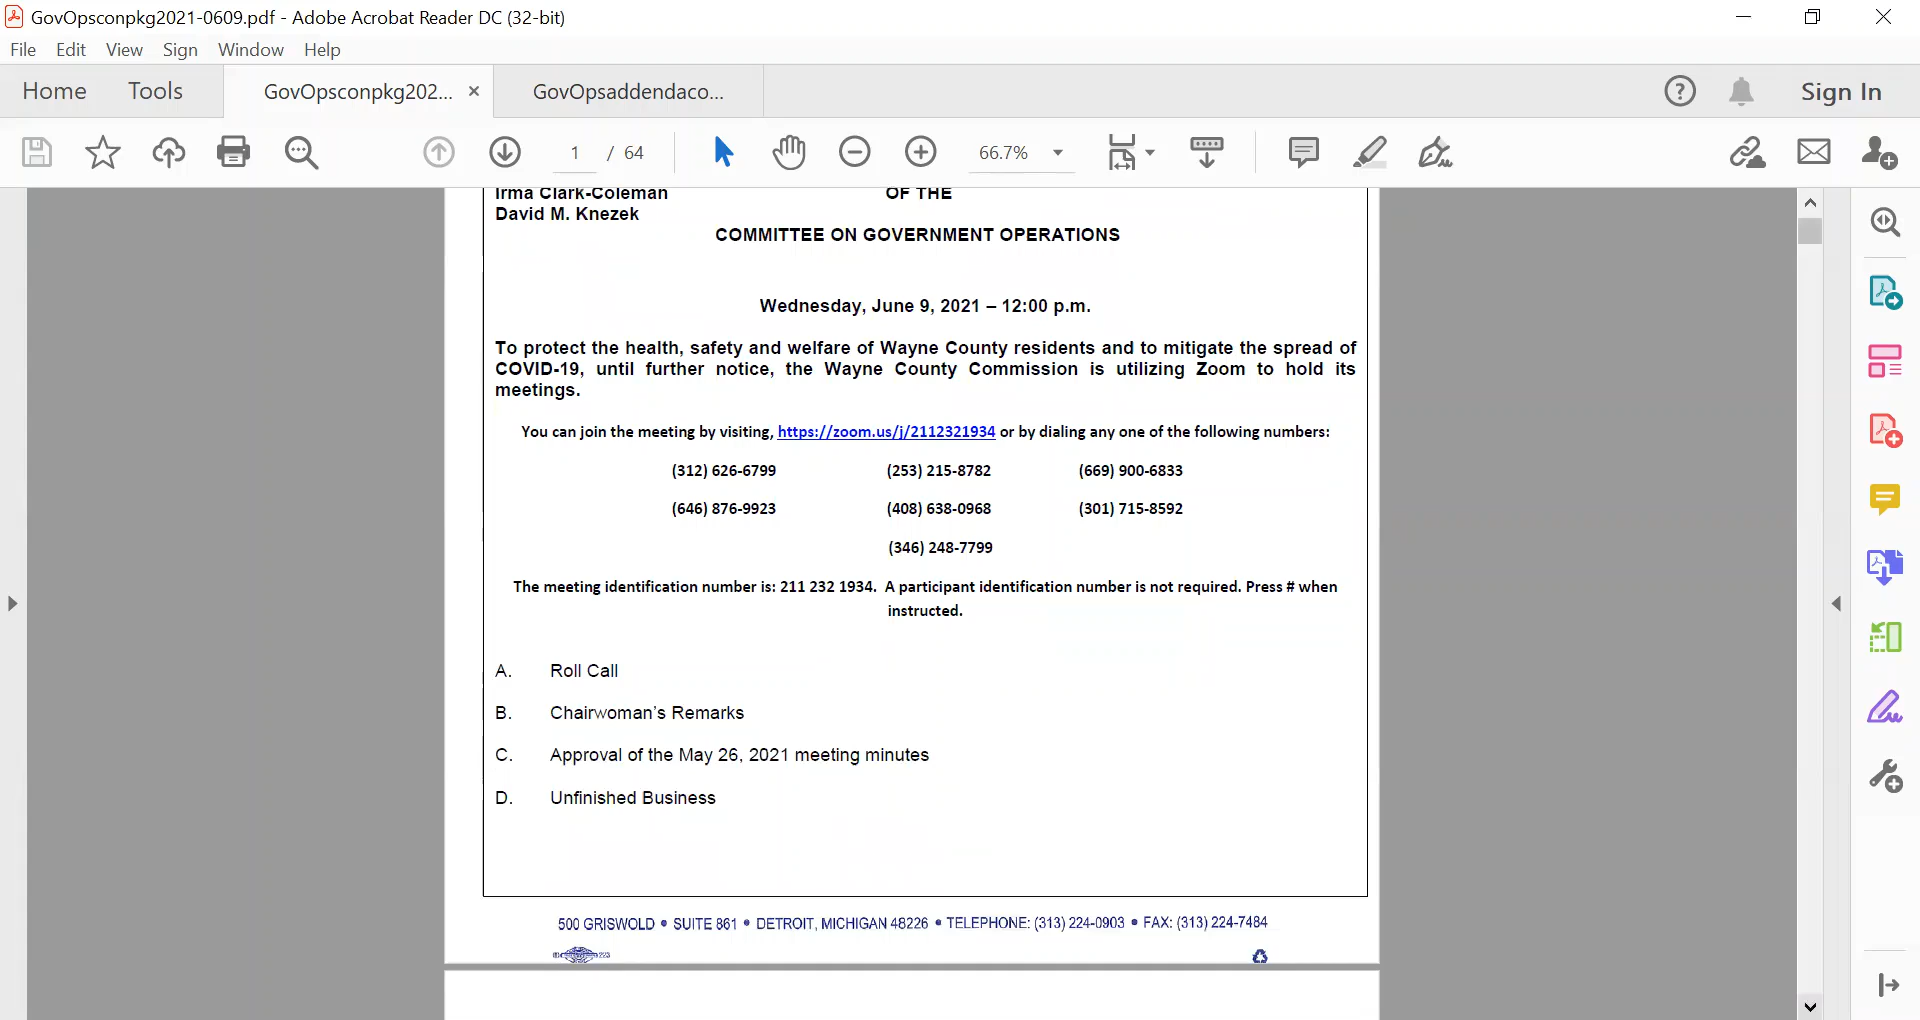 GovOpsconpkg2021-0609.pdf - Adobe Acrobat Reader DC (32-bit)
File Edit View Sign Window Help
Home Tools GovOpsconpkg202... × GovOpsaddendaco... Sign In
1 / 64 66.7%
Irma Clark-Coleman OF THE
David M. Knezek
COMMITTEE ON GOVERNMENT OPERATIONS
Wednesday, June 9, 2021 – 12:00 p.m.
To protect the health, safety and welfare of Wayne County residents and to mitigate the spread of
COVID-19, until further notice, the Wayne County Commission is utilizing Zoom to hold its
meetings.
You can join the meeting by visiting, https://zoom.us/j/2112321934 or by dialing any one of the following numbers:
(312) 626-6799 (253) 215-8782 (669) 900-6833
(646) 876-9923 (408) 638-0968 (301) 715-8592
(346) 248-7799
The meeting identification number is: 211 232 1934. A participant identification number is not required. Press # when
instructed.
A. Roll Call
B. Chairwoman's Remarks
C. Approval of the May 26, 2021 meeting minutes
D. Unfinished Business
500 GRISWOLD • SUITE 861 • DETROIT, MICHIGAN 48226 • TELEPHONE: (313) 224-0903 • FAX: (313) 224-7484